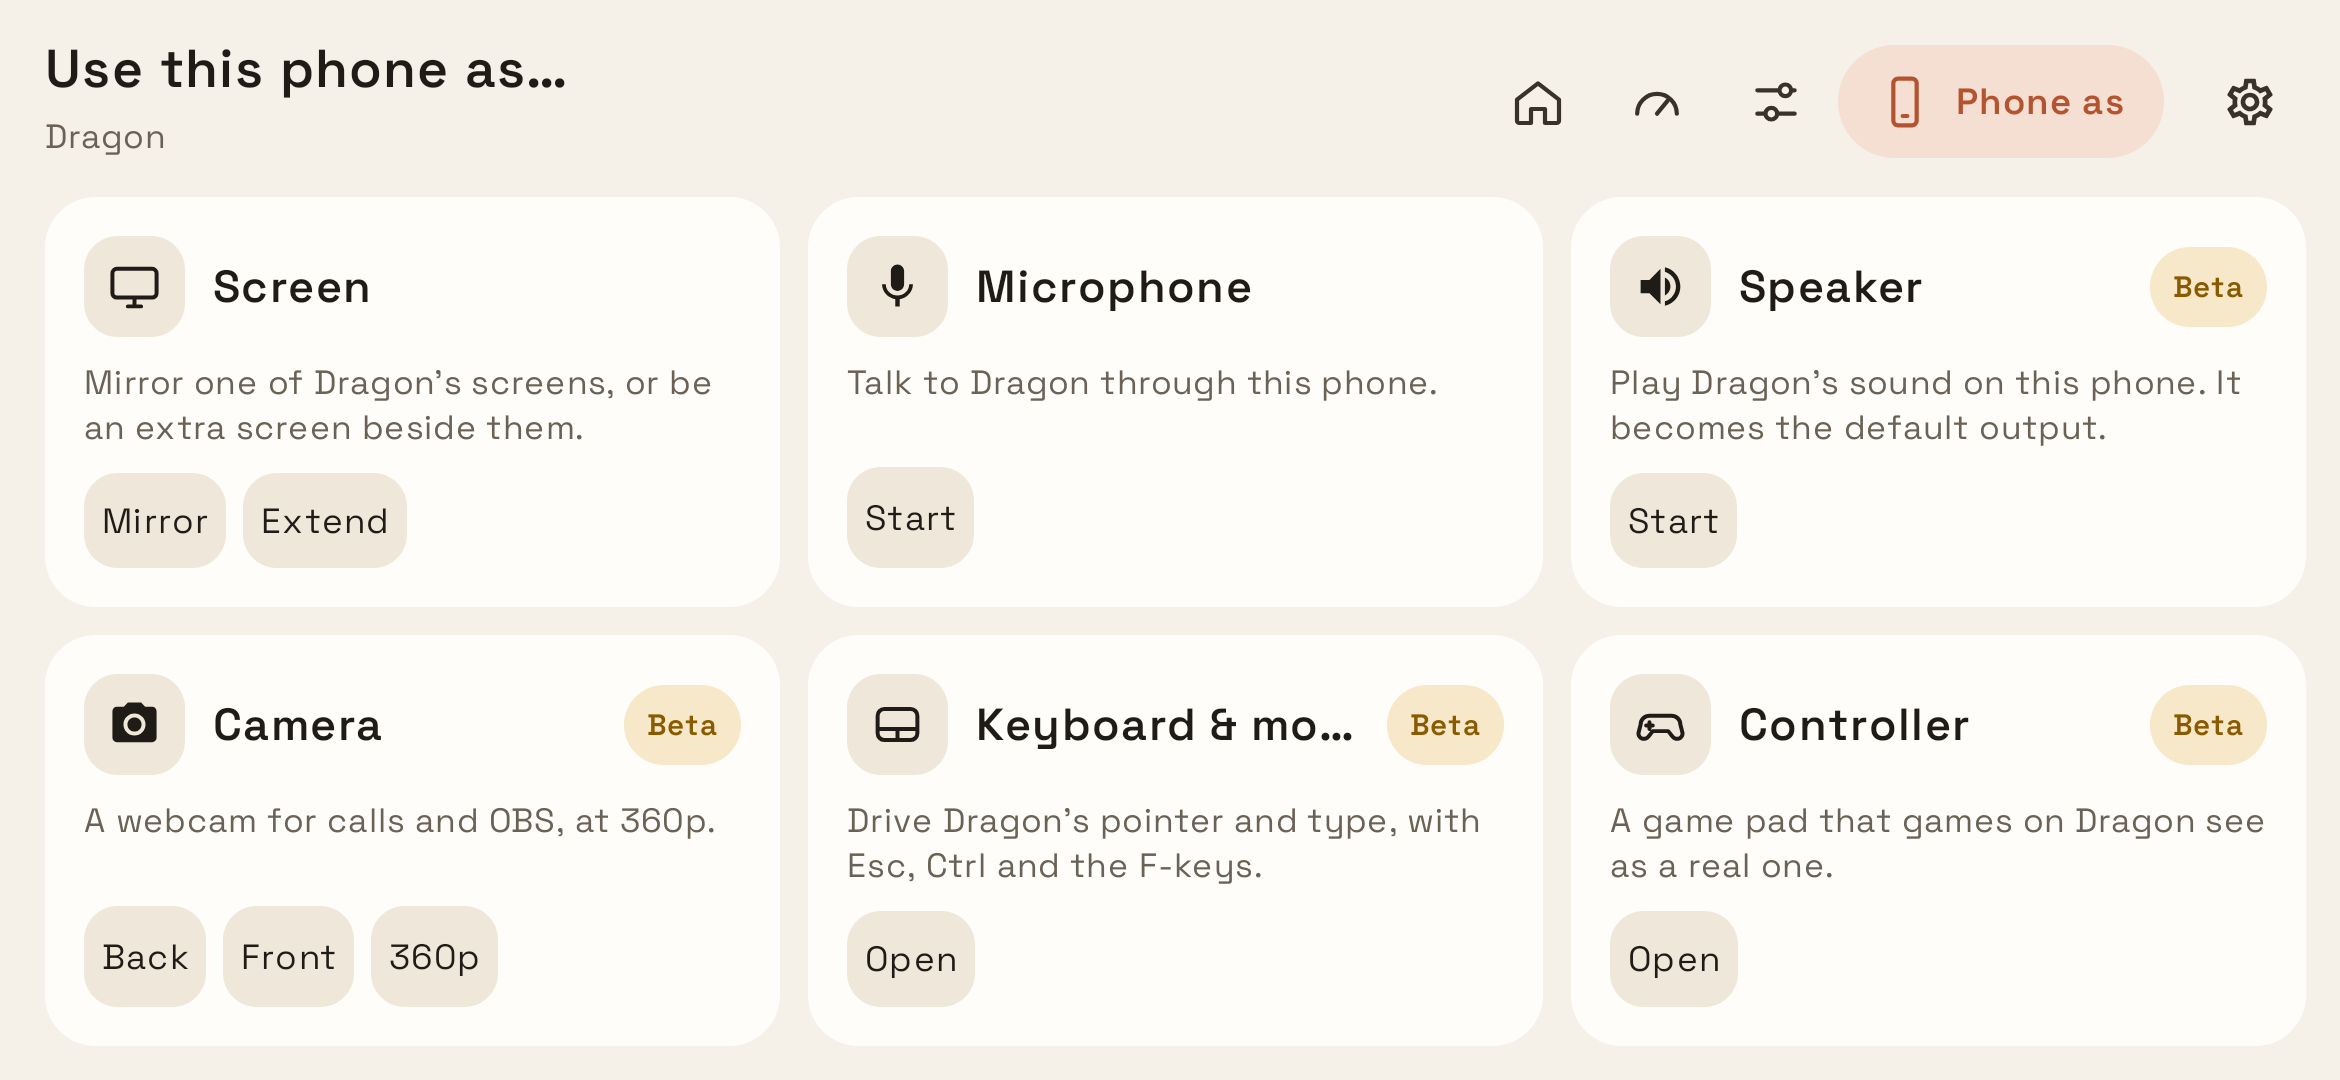 Use this phone as…
Dragon
Phone as
Screen
Mirror one of Dragon’s screens, or be
an extra screen beside them.
Mirror
Extend
Microphone
Talk to Dragon through this phone.
Start
Speaker
Beta
Play Dragon’s sound on this phone. It
becomes the default output.
Start
Camera
Beta
A webcam for calls and OBS, at 360p.
Back
Front
360p
Keyboard & mo…
Beta
Drive Dragon’s pointer and type, with
Esc, Ctrl and the F-keys.
Open
Controller
Beta
A game pad that games on Dragon see
as a real one.
Open